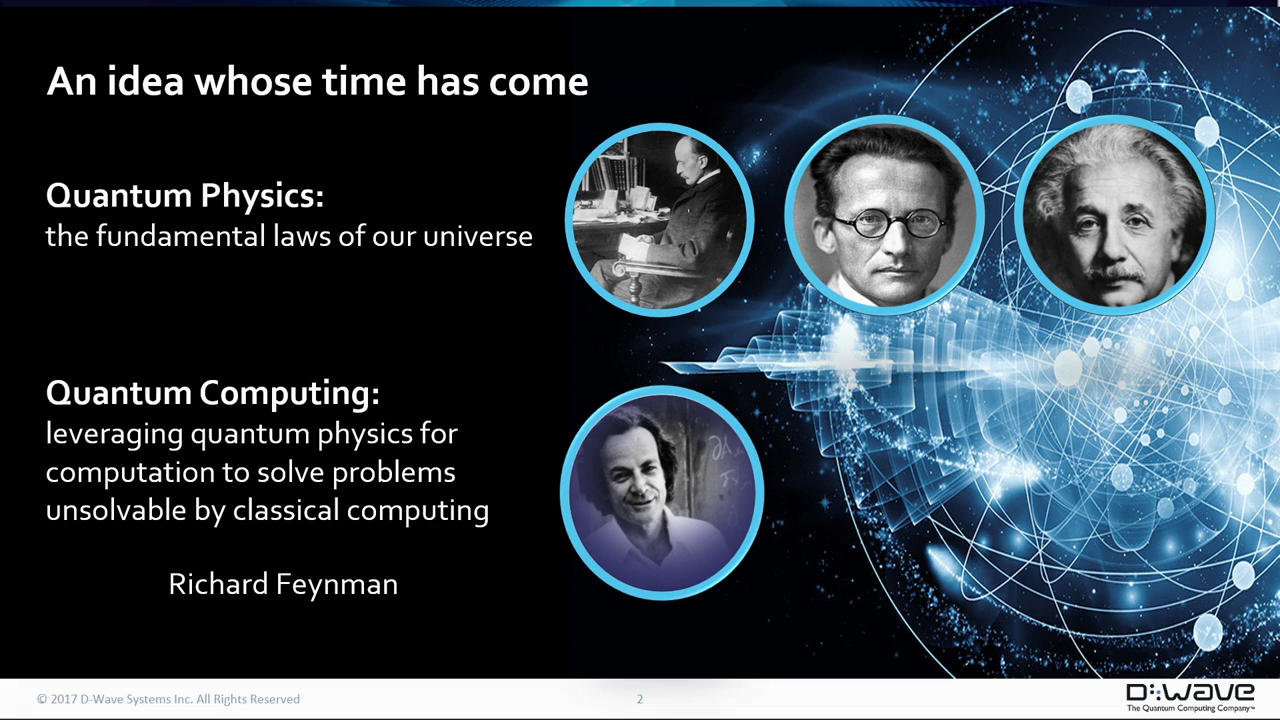 An idea whose time has come
Quantum Physics:
the fundamental laws of our universe
Quantum Computing:
leveraging quantum physics for
computation to solve problems
unsolvable by classical computing
Richard Feynman
© 2017 D-Wave Systems Inc. All Rights Reserved
2
D:wave
The Quantum Computing Company™